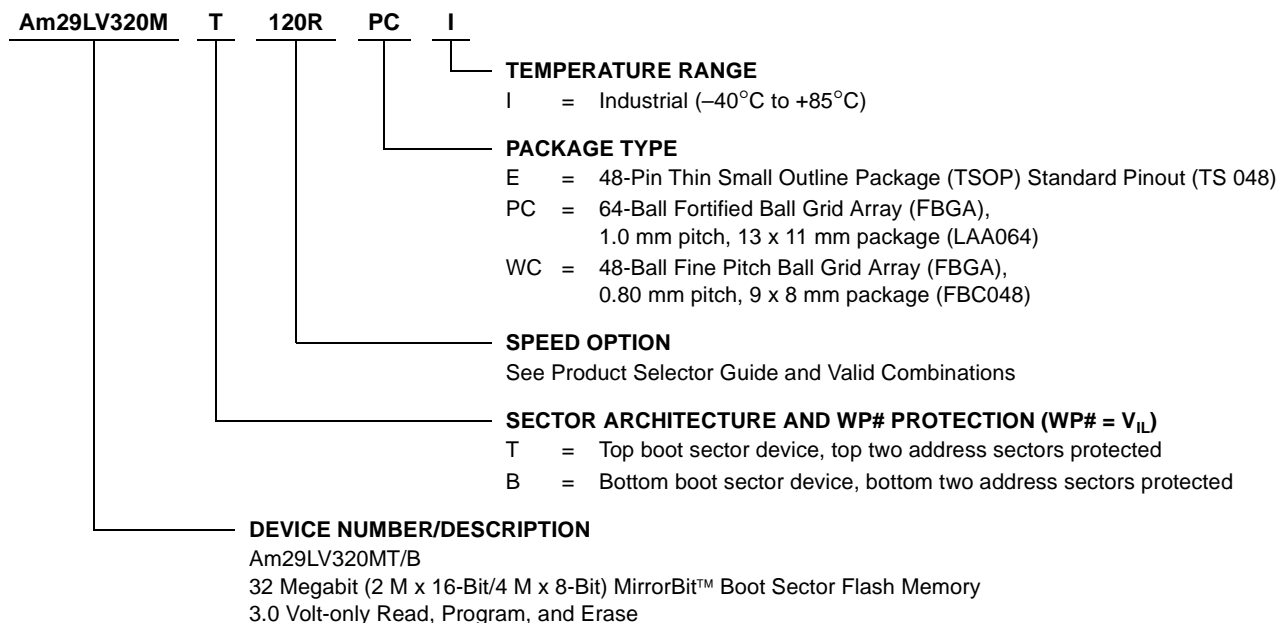 Am29LV320M T 120R PC I
TEMPERATURE RANGE
I = Industrial (–40°C to +85°C)
PACKAGE TYPE
E = 48-Pin Thin Small Outline Package (TSOP) Standard Pinout (TS 048)
PC = 64-Ball Fortified Ball Grid Array (FBGA),
1.0 mm pitch, 13 x 11 mm package (LAA064)
WC = 48-Ball Fine Pitch Ball Grid Array (FBGA),
0.80 mm pitch, 9 x 8 mm package (FBC048)
SPEED OPTION
See Product Selector Guide and Valid Combinations
SECTOR ARCHITECTURE AND WP# PROTECTION (WP# = VIL)
T = Top boot sector device, top two address sectors protected
B = Bottom boot sector device, bottom two address sectors protected
DEVICE NUMBER/DESCRIPTION
Am29LV320MT/B
32 Megabit (2 M x 16-Bit/4 M x 8-Bit) MirrorBit™ Boot Sector Flash Memory
3.0 Volt-only Read, Program, and Erase